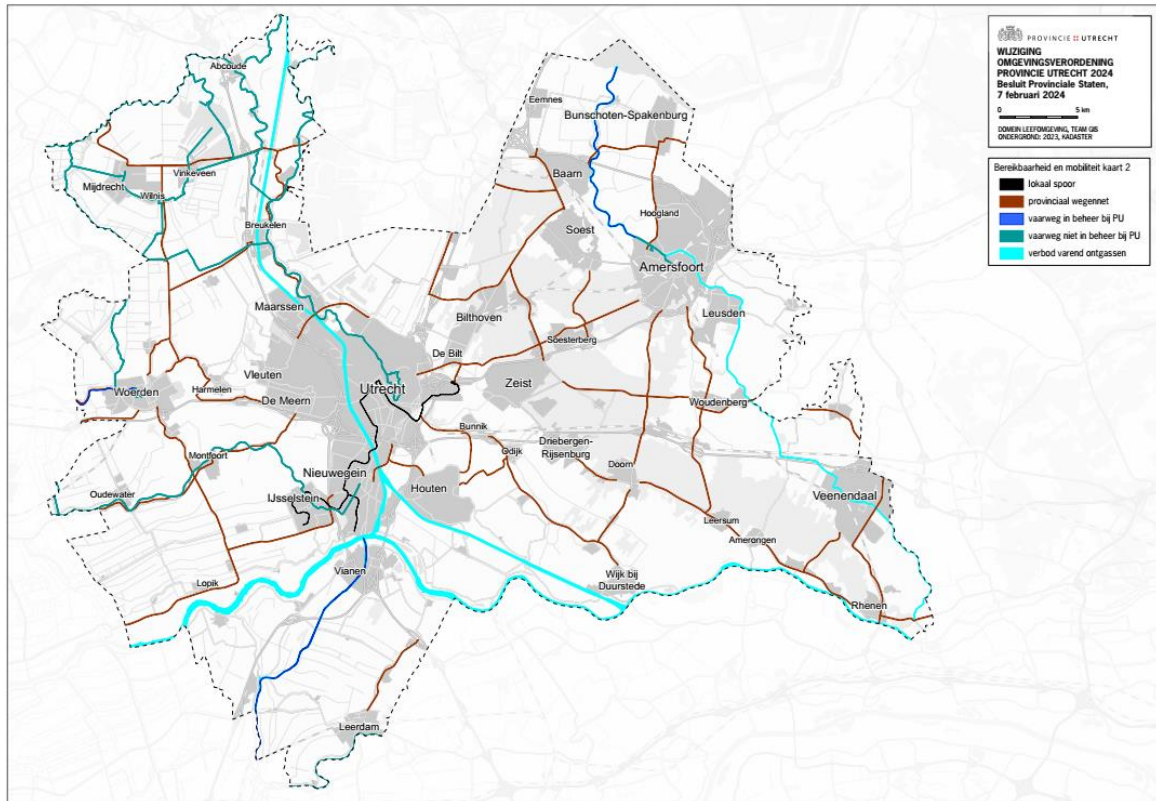 PROVINCIE UTRECHT
WIJZIGING
OMGEVINGSVERORDENING
PROVINCIE UTRECHT 2024
Besluit Provinciale Staten,
7 februari 2024
0 5 km
DOMEIN LEEFOMGEVING, TEAM GIS
ONDERGROND: 2023, KADASTER
Bereikbaarheid en mobiliteit kaart 2
lokaal spoor
provinciaal wegennet
vaarweg in beheer bij PU
vaarweg niet in beheer bij PU
verbod varend ontgassen
Abcoude
Eemnes
Bunschoten-Spakenburg
Vinkeveen
Baarn
Mijdrecht
Wilnis
Hoogland
Breukelen
Soest
Amersfoort
Maarssen
Leusden
Bilthoven
Soesterberg
De Bilt
Vleuten
Zeist
Utrecht
Woerden
Harmelen
De Meern
Woudenberg
Bunnik
Driebergen-
Rijsenburg
Odijk
Montfoort
Doorn
Nieuwegein
Houten
Oudewater
IJsselstein
Veenendaal
Leersum
Amerongen
Vianen
Wijk bij
Duurstede
Lopik
Rhenen
Leerdam